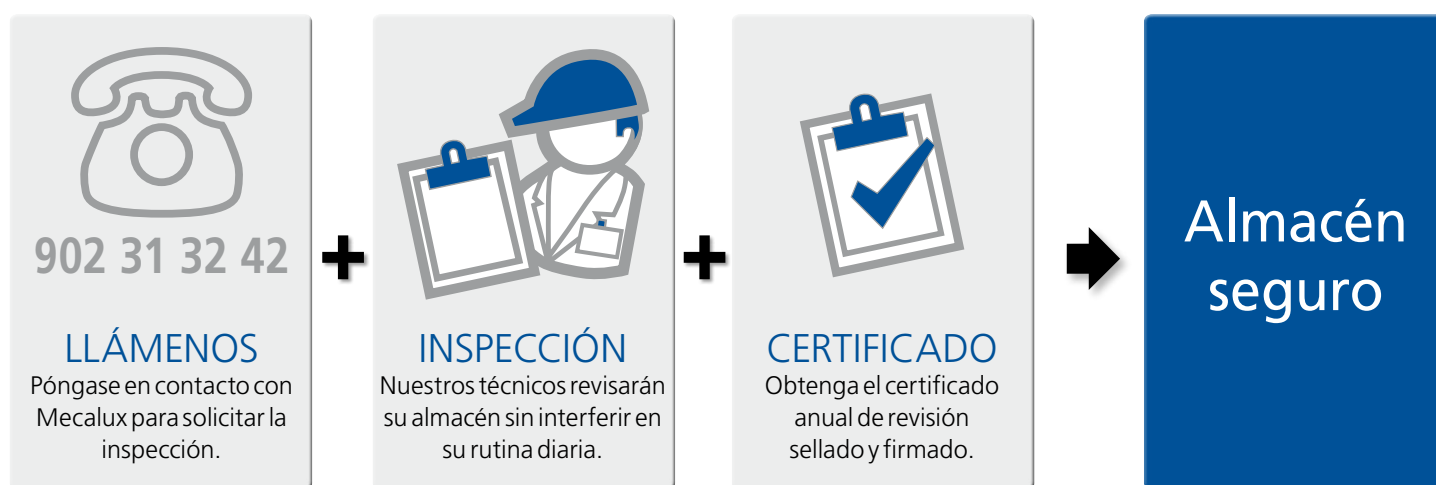 902 31 32 42
LLÁMENOS
Póngase en contacto con
Mecalux para solicitar la
inspección.
INSPECCIÓN
Nuestros técnicos revisarán
su almacén sin interferir en
su rutina diaria.
CERTIFICADO
Obtenga el certificado
anual de revisión
sellado y firmado.
Almacén
seguro